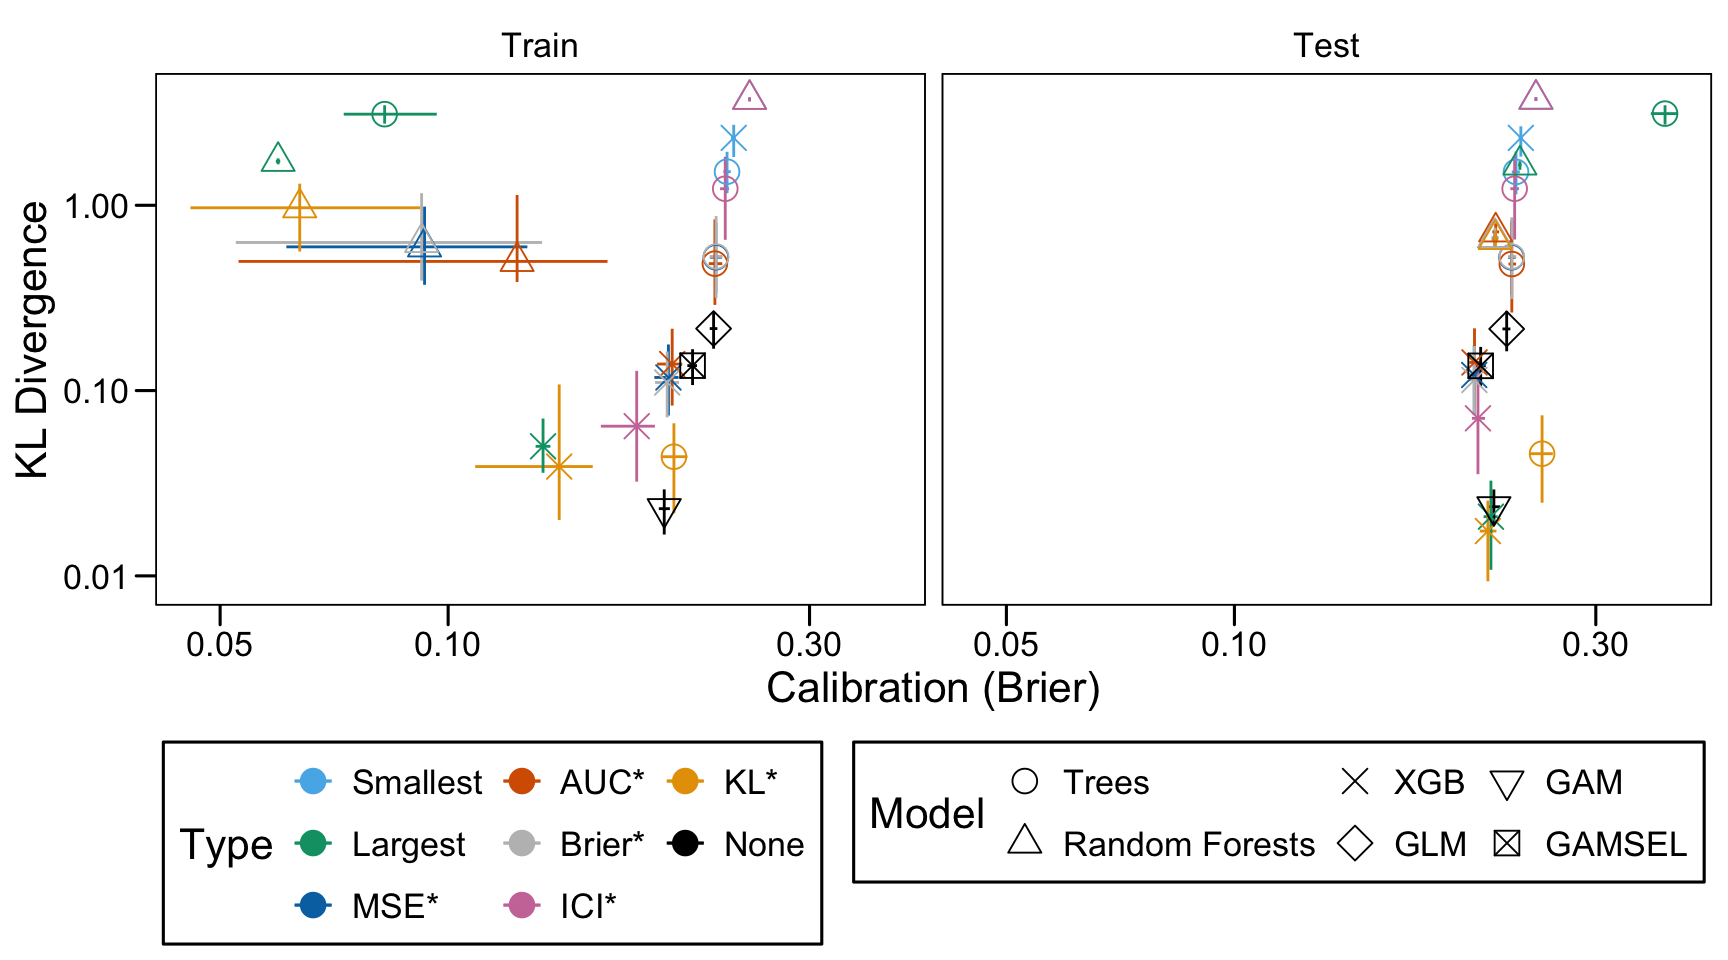 Train
Test
KL Divergence
1.00
0.10
0.01
0.05
0.10
0.30
0.05
0.10
0.30
Calibration (Brier)
Type
Smallest
AUC*
KL*
Largest
Brier*
None
MSE*
ICI*
Model
Trees
XGB
GAM
Random Forests
GLM
GAMSEL